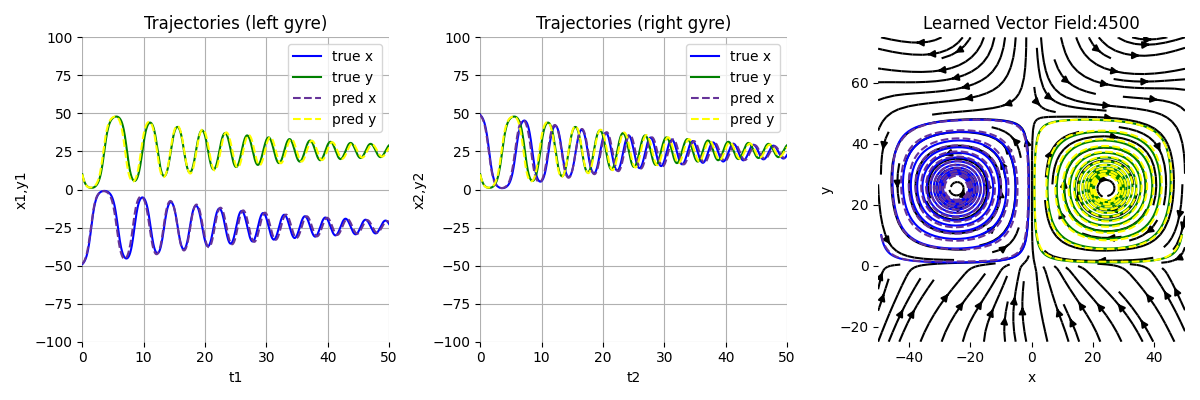 Trajectories (left gyre)
100
75
50
25
0
−25
−50
−75
−100
0 10 20 30 40 50
x1,y1
t1
true x
true y
pred x
pred y
Trajectories (right gyre)
100
75
50
25
0
−25
−50
−75
−100
0 10 20 30 40 50
x2,y2
t2
true x
true y
pred x
pred y
Learned Vector Field:4500
60
40
20
0
−20
−40 −20 0 20 40
y
x